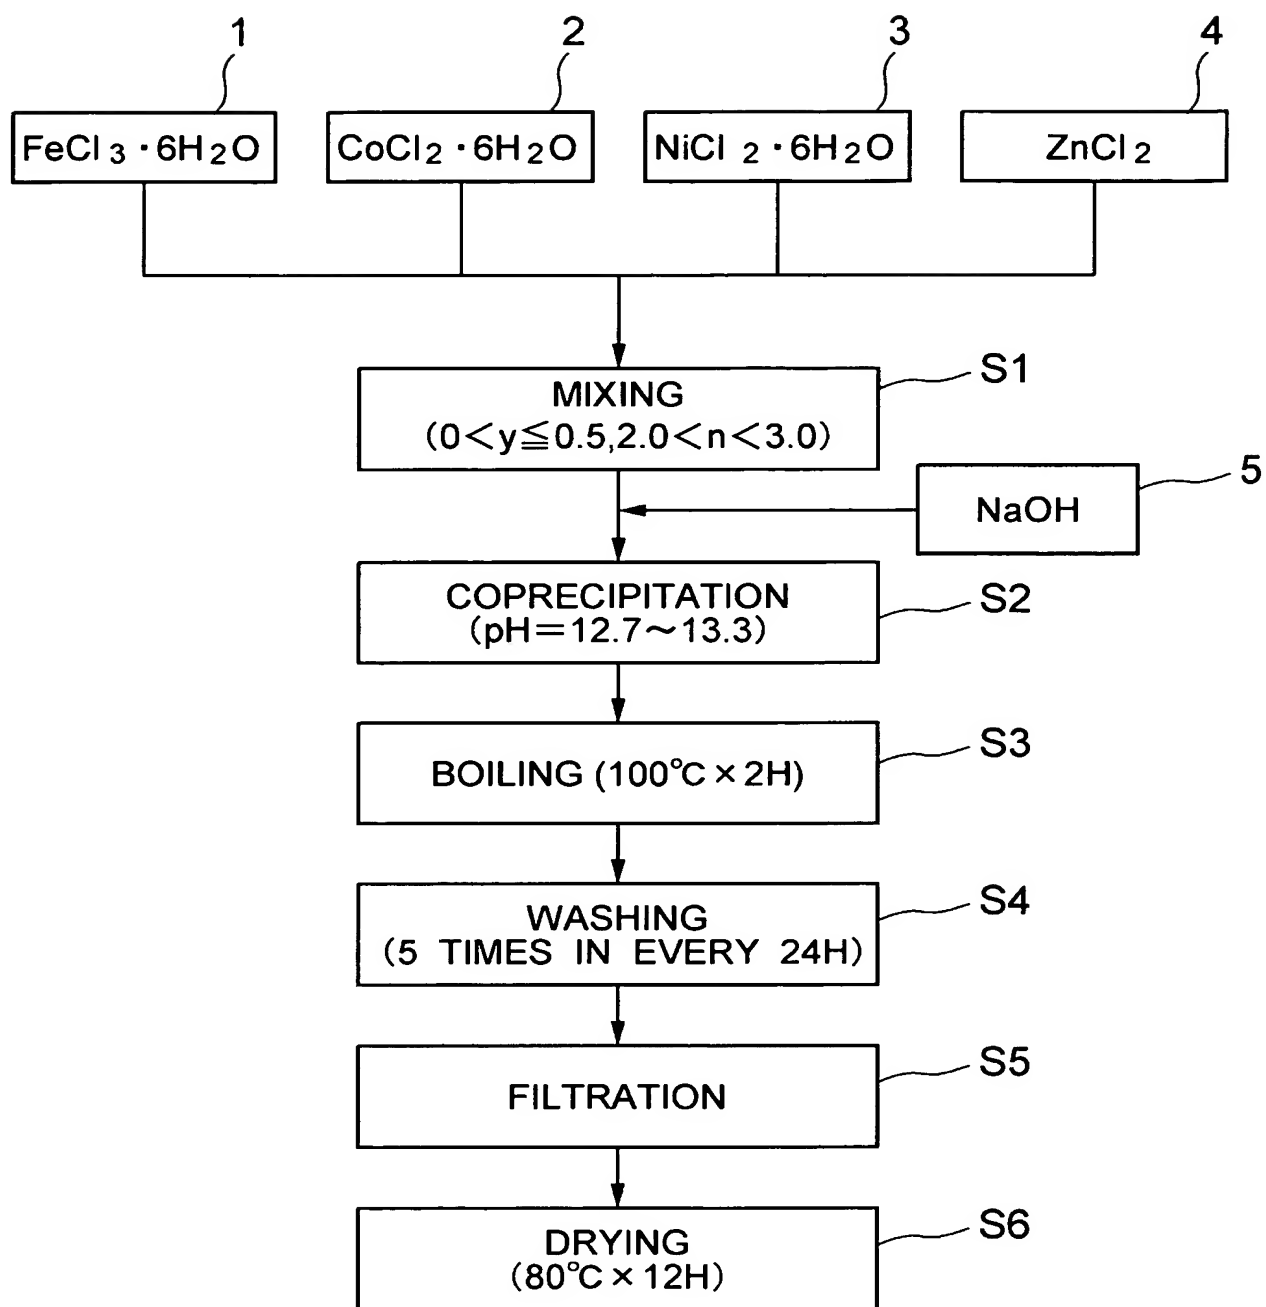 1 2 3 4
FeCl₃·6H₂O CoCl₂·6H₂O NiCl₂·6H₂O ZnCl₂
S1
MIXING
(0<y≦0.5,2.0<n<3.0)
5
NaOH
S2
COPRECIPITATION
(pH=12.7~13.3)
S3
BOILING (100℃×2H)
S4
WASHING
(5 TIMES IN EVERY 24H)
S5
FILTRATION
S6
DRYING
(80℃×12H)